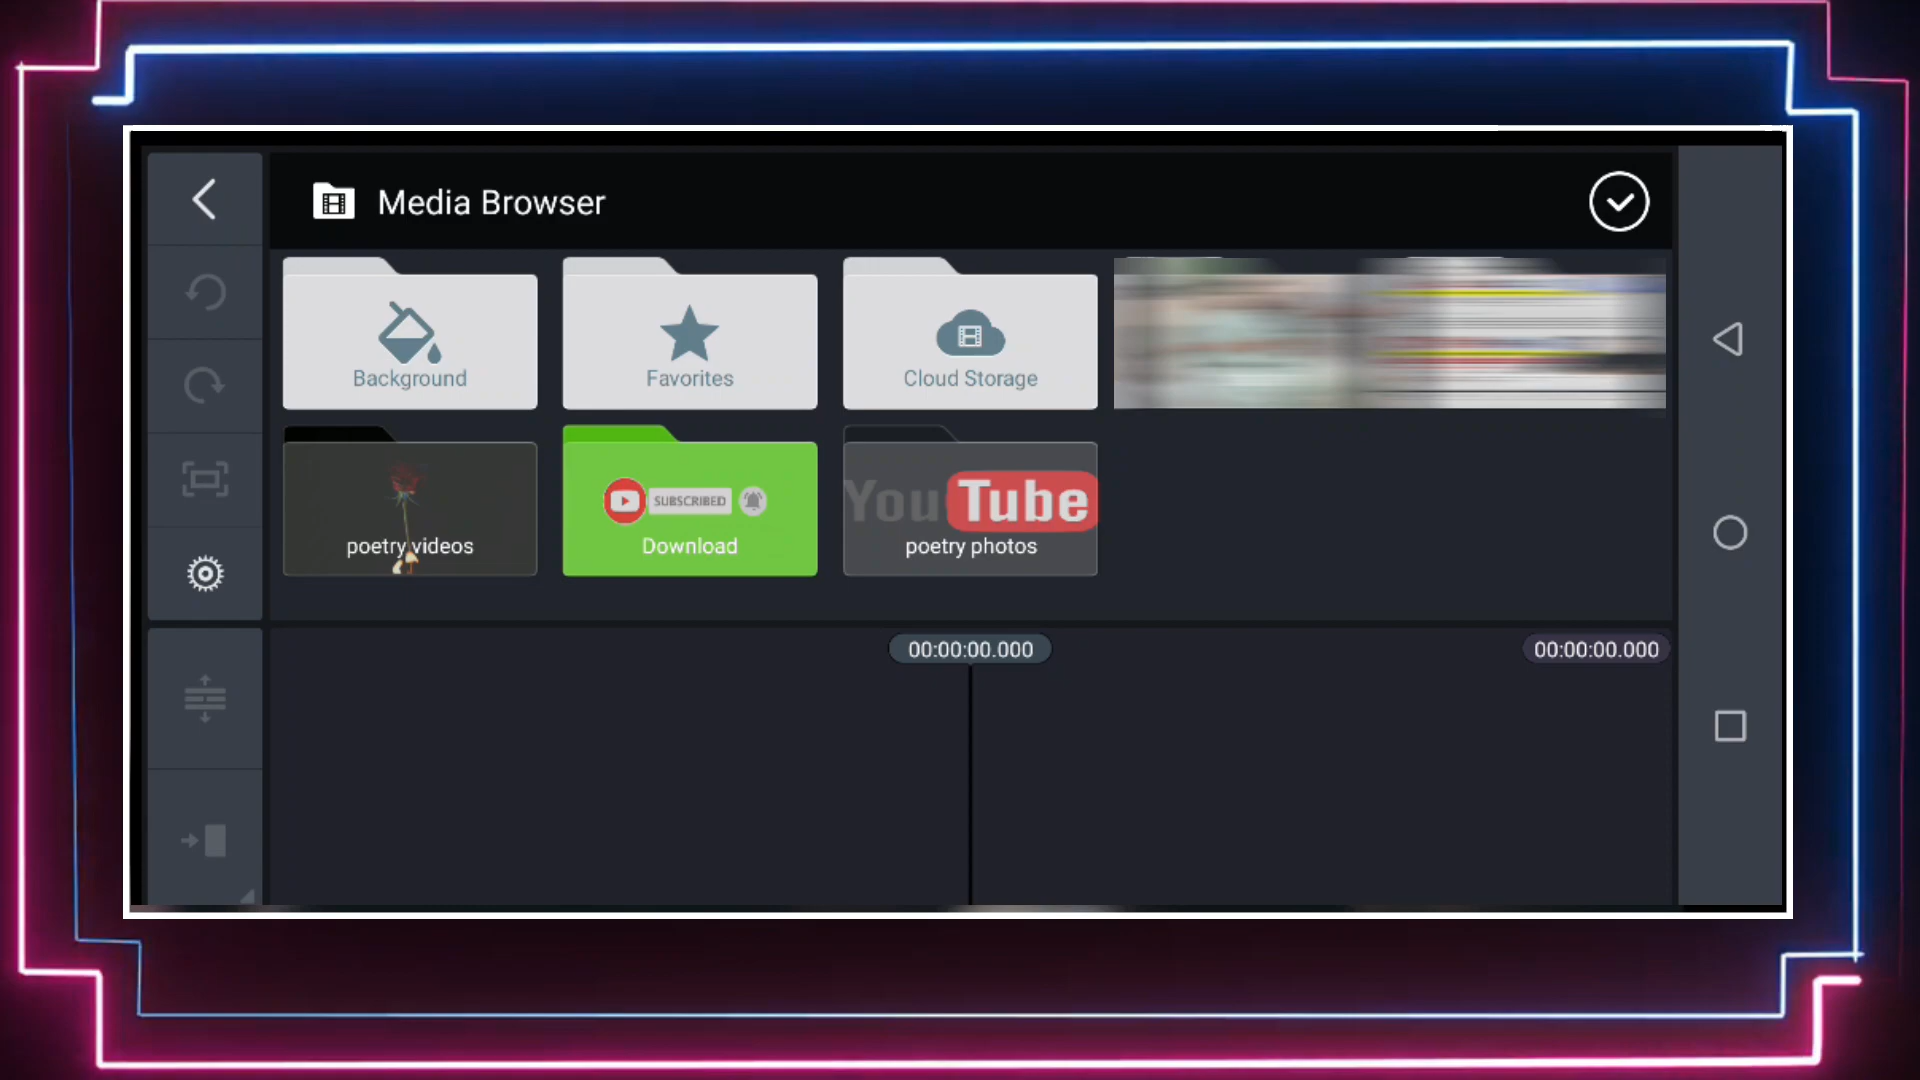 Media Browser
Background
Favorites
Cloud Storage
SUBSCRIBED
YouTube
poetry videos
Download
poetry photos
00:00:00.000
00:00:00.000